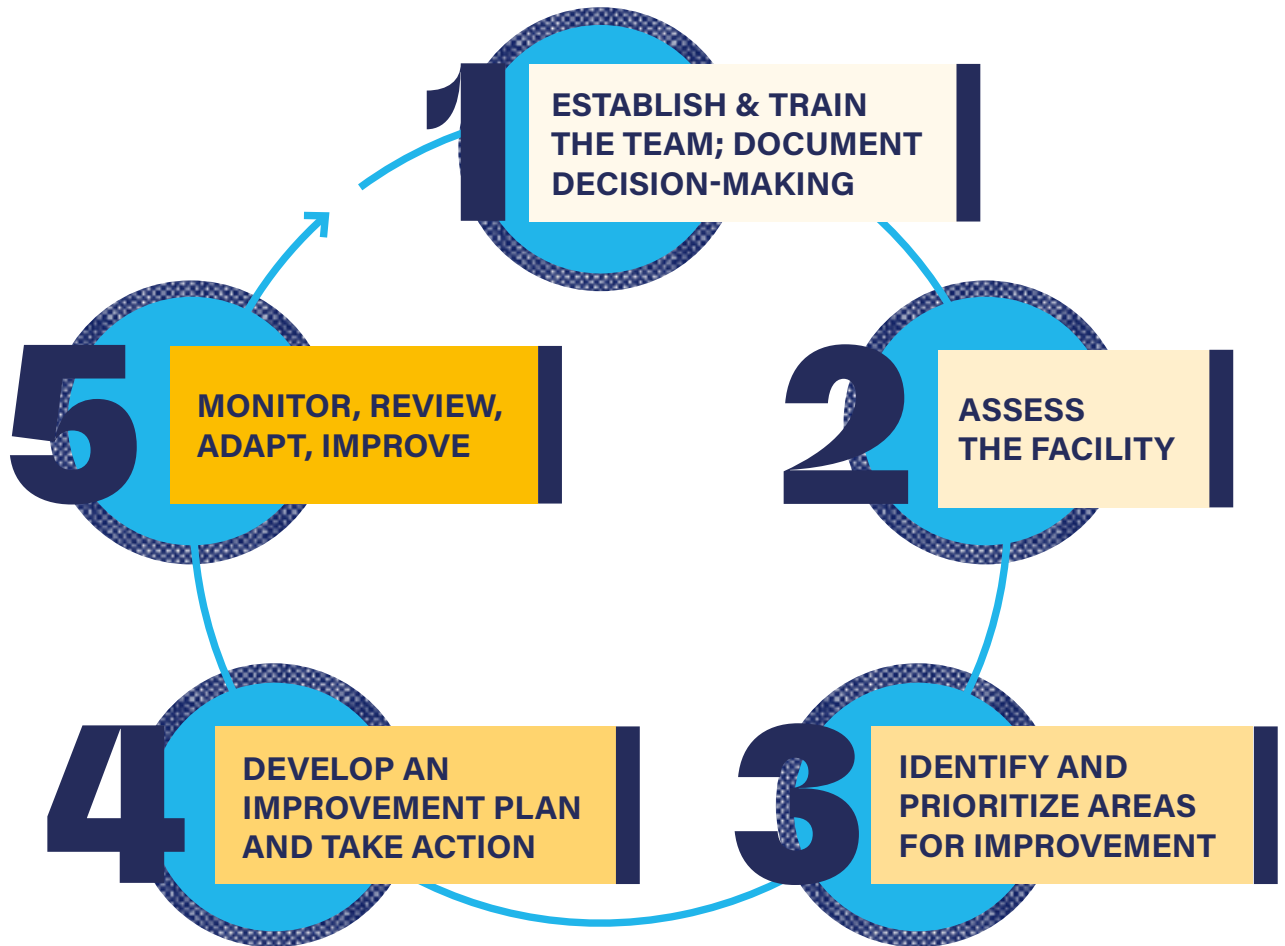 1
ESTABLISH & TRAIN
THE TEAM; DOCUMENT
DECISION-MAKING
2
ASSESS
THE FACILITY
3
IDENTIFY AND
PRIORITIZE AREAS
FOR IMPROVEMENT
4
DEVELOP AN
IMPROVEMENT PLAN
AND TAKE ACTION
5
MONITOR, REVIEW,
ADAPT, IMPROVE